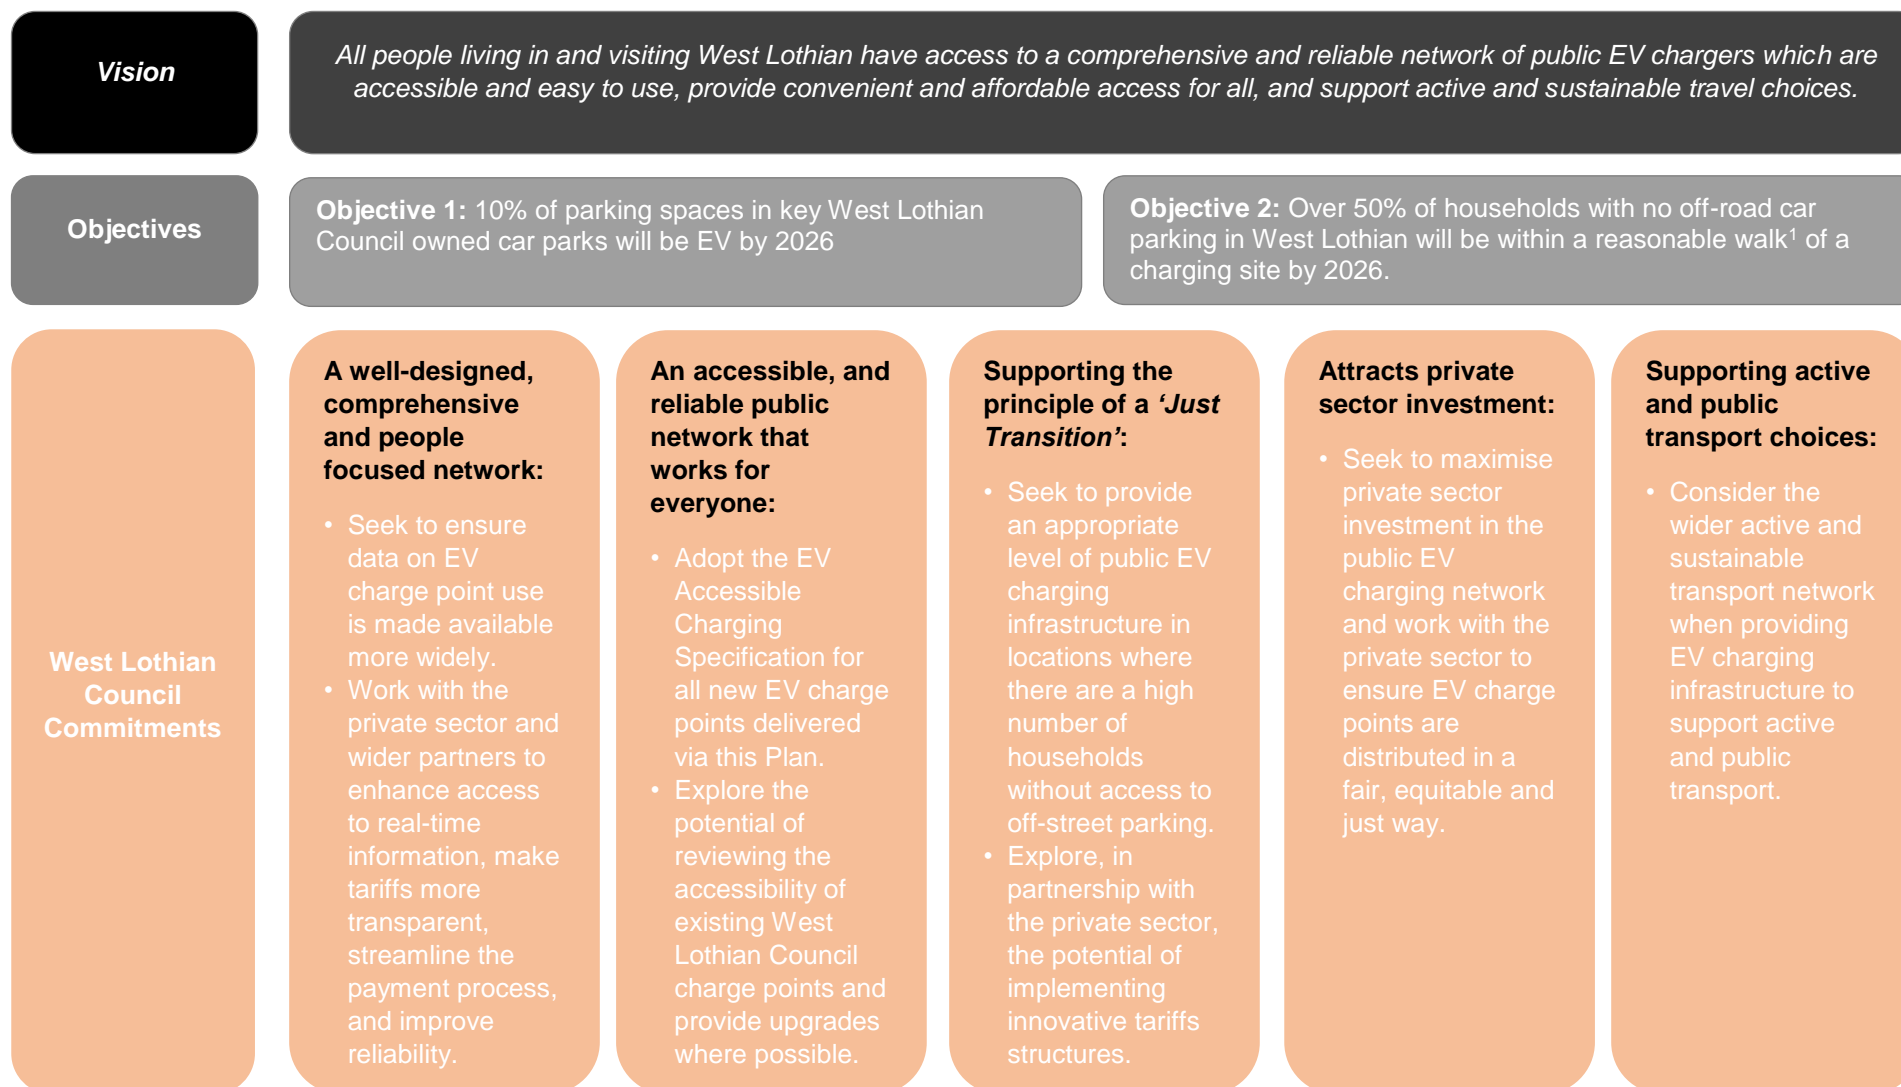 Vision
All people living in and visiting West Lothian have access to a comprehensive and reliable network of public EV chargers which are
accessible and easy to use, provide convenient and affordable access for all, and support active and sustainable travel choices.
Objectives
Objective 1: 10% of parking spaces in key West Lothian
Council owned car parks will be EV by 2026
Objective 2: Over 50% of households with no off-road car
parking in West Lothian will be within a reasonable walk¹ of a
charging site by 2026.
West Lothian
Council
Commitments
A well-designed,
comprehensive
and people
focused network:
• Seek to ensure
data on EV
charge point use
is made available
more widely.
• Work with the
private sector and
wider partners to
enhance access
to real-time
information, make
tariffs more
transparent,
streamline the
payment process,
and improve
reliability.
An accessible, and
reliable public
network that
works for
everyone:
• Adopt the EV
Accessible
Charging
Specification for
all new EV charge
points delivered
via this Plan.
• Explore the
potential of
reviewing the
accessibility of
existing West
Lothian Council
charge points and
provide upgrades
where possible.
Supporting the
principle of a ‘Just
Transition’:
• Seek to provide
an appropriate
level of public EV
charging
infrastructure in
locations where
there are a high
number of
households
without access to
off-street parking.
• Explore, in
partnership with
the private sector,
the potential of
implementing
innovative tariffs
structures.
Attracts private
sector investment:
• Seek to maximise
private sector
investment in the
public EV
charging network
and work with the
private sector to
ensure EV charge
points are
distributed in a
fair, equitable and
just way.
Supporting active
and public
transport choices:
• Consider the
wider active and
sustainable
transport network
when providing
EV charging
infrastructure to
support active
and public
transport.